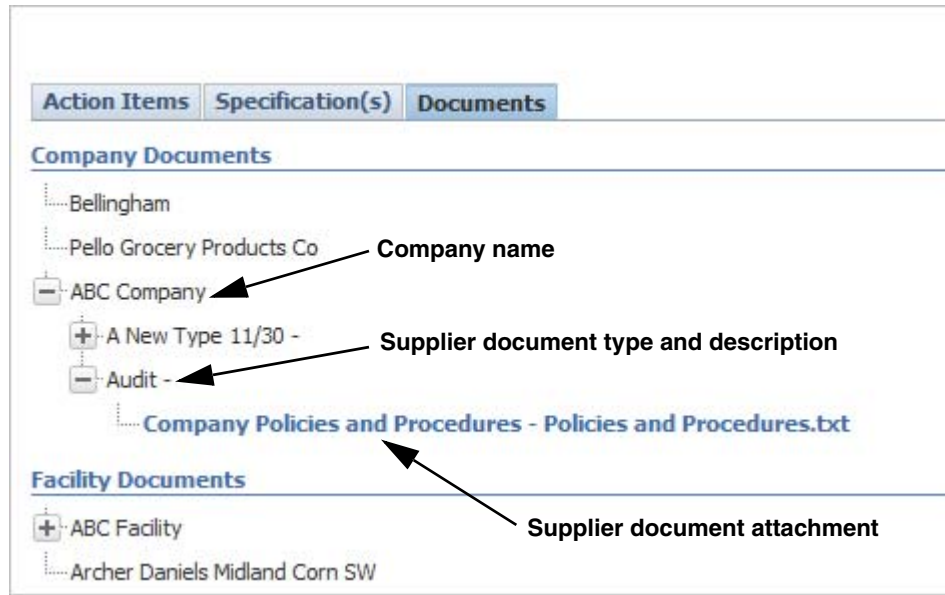 Action Items Specification(s) Documents
Company Documents
Bellingham
Pello Grocery Products Co
Company name
ABC Company
A New Type 11/30 -
Supplier document type and description
Audit -
Company Policies and Procedures - Policies and Procedures.txt
Facility Documents
ABC Facility
Supplier document attachment
Archer Daniels Midland Corn SW